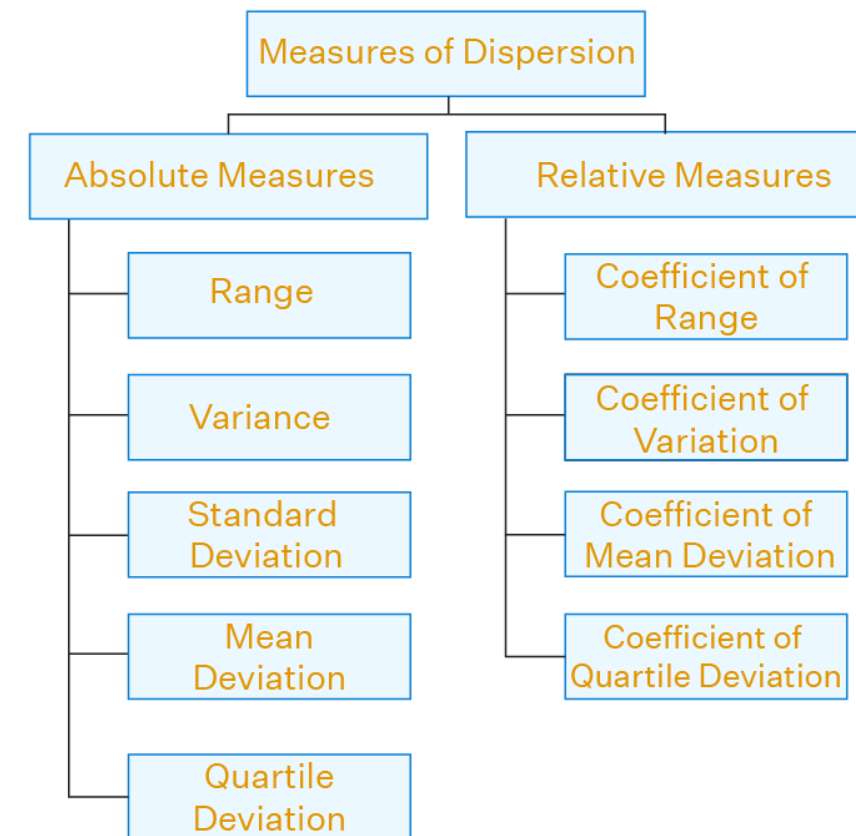 Measures of Dispersion
Absolute Measures
Relative Measures
Range
Variance
Standard
Deviation
Mean
Deviation
Quartile
Deviation
Coefficient of
Range
Coefficient of
Variation
Coefficient of
Mean Deviation
Coefficient of
Quartile Deviation